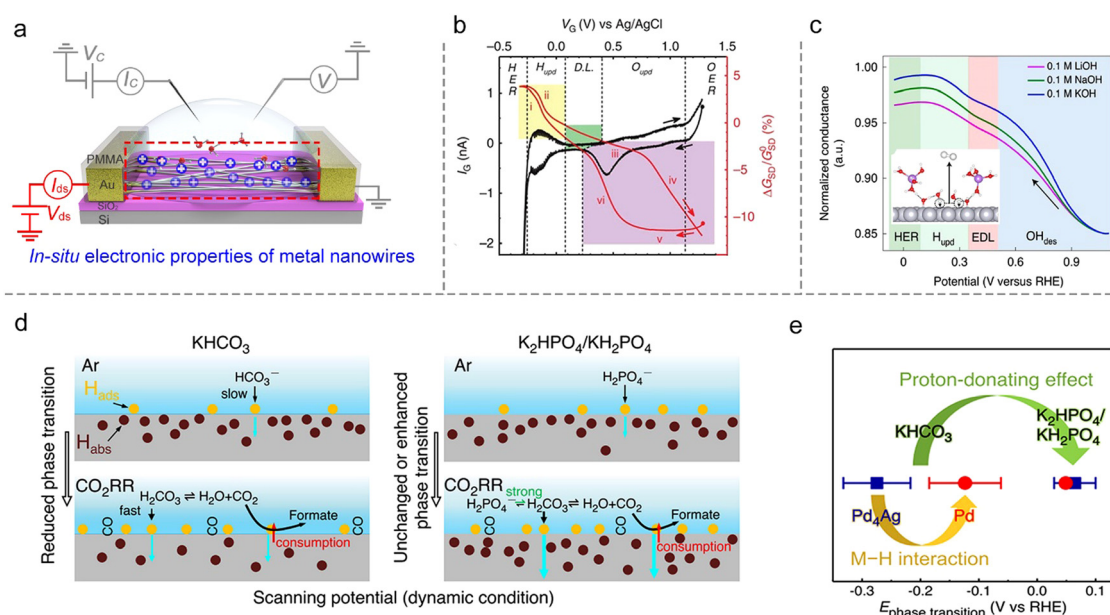 a
V_C
I_C
V
PMMA
Au
I_ds
V_ds
SiO₂
Si
In-situ electronic properties of metal nanowires
b
V_G (V) vs Ag/AgCl
0.0 0.5 1.0 1.5
HER
H_upd
D.L.
O_upd
OER
I_G (nA)
1
0
−1
−2
i
ii
iii
iv
v
vi
5
0
−5
−10
ΔG_SD/G⁰_SD (%)
c
Normalized conductance
(a.u.)
1.00
0.95
0.90
0.85
0.1 M LiOH
0.1 M NaOH
0.1 M KOH
HER
H_upd
EDL
OH_des
0 0.3 0.6 0.9
Potential (V versus RHE)
d
KHCO₃
Reduced phase transition
Ar
HCO₃⁻
slow
H_ads
H_abs
CO₂RR
H₂CO₃⇌H₂O+CO₂
fast
CO
CO
CO
Formate
consumption
K₂HPO₄/KH₂PO₄
Unchanged or enhanced
phase transition
Ar
H₂PO₄⁻
CO₂RR
strong
H₂PO₄⁻⇌H₂CO₃⇌H₂O+CO₂
CO
CO
CO
Formate
consumption
Scanning potential (dynamic condition)
e
Proton-donating effect
KHCO₃
K₂HPO₄/
KH₂PO₄
Pd₄Ag
Pd
M−H interaction
-0.3 -0.2 -0.1 0.0 0.1
E_phase transition (V vs RHE)